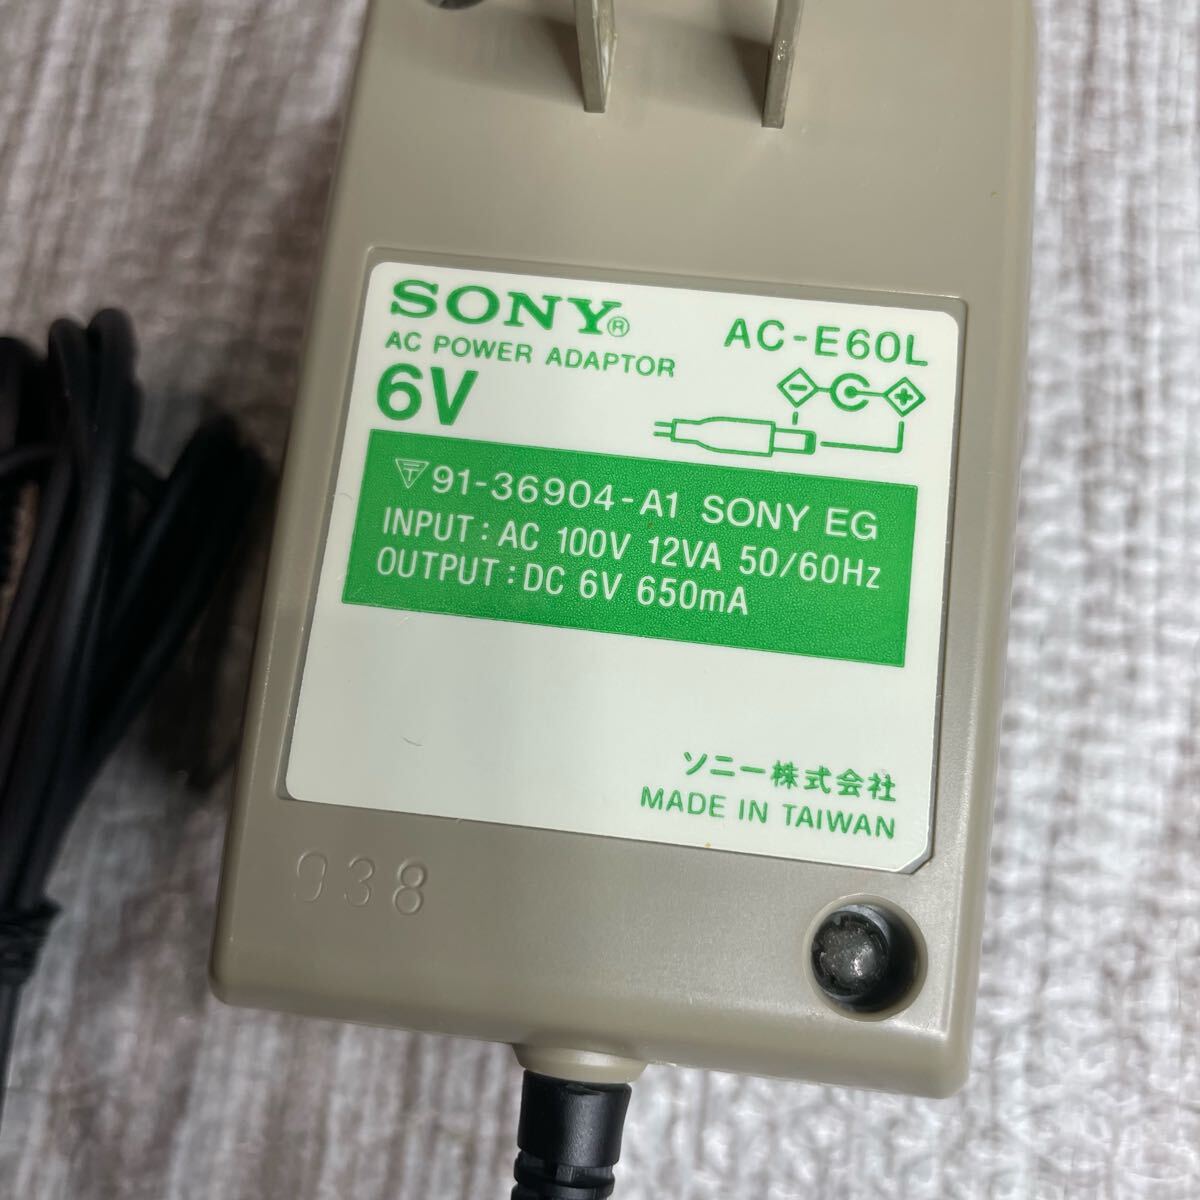 SONY®
AC-E60L
AC POWER ADAPTOR
6V
91-36904-A1 SONY EG
INPUT : AC 100V 12VA 50/60Hz
OUTPUT : DC 6V 650mA
ソニー株式会社
MADE IN TAIWAN
938